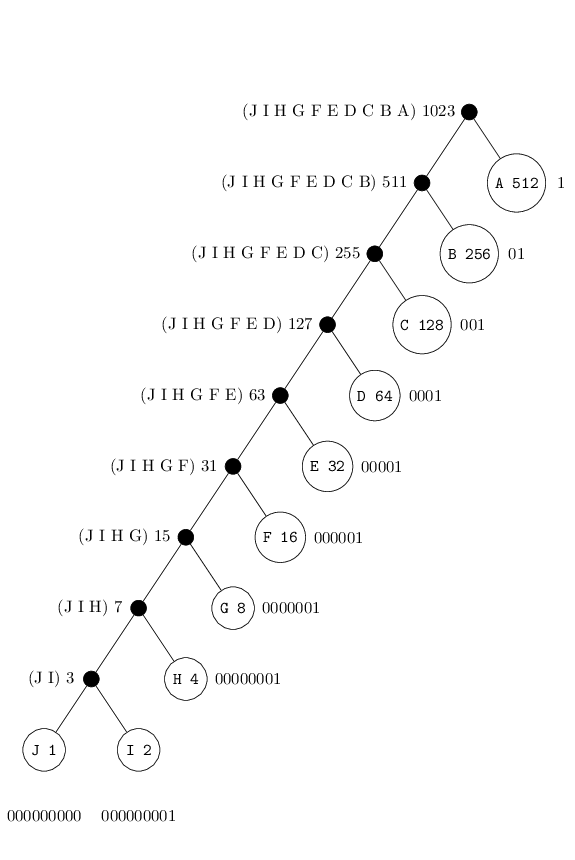 (J I H G F E D C B A) 1023
(J I H G F E D C B) 511
A 512 1
(J I H G F E D C) 255
B 256 01
(J I H G F E D) 127
C 128 001
(J I H G F E) 63
D 64 0001
(J I H G F) 31
E 32 00001
(J I H G) 15
F 16 000001
(J I H) 7
G 8 0000001
(J I) 3
H 4 00000001
J 1
I 2
000000000 000000001